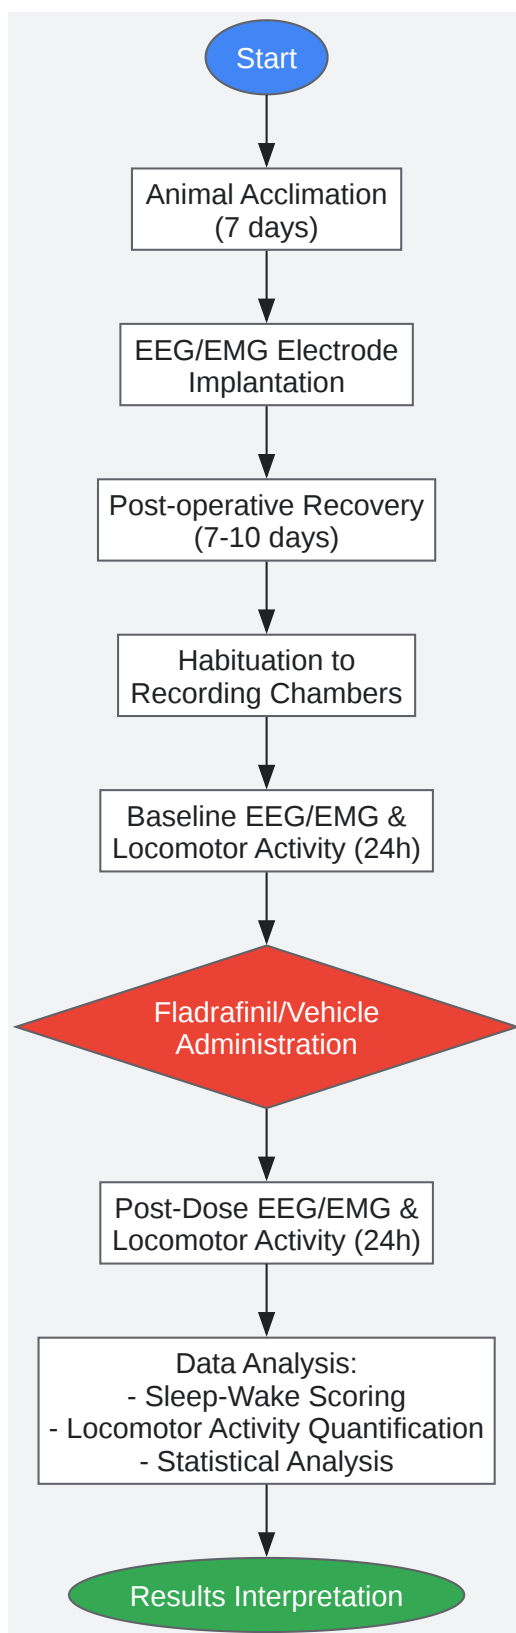 Start
Animal Acclimation
(7 days)
EEG/EMG Electrode
Implantation
Post-operative Recovery
(7-10 days)
Habituation to
Recording Chambers
Baseline EEG/EMG &
Locomotor Activity (24h)
Fladrafinil/Vehicle
Administration
Post-Dose EEG/EMG &
Locomotor Activity (24h)
Data Analysis:
- Sleep-Wake Scoring
- Locomotor Activity Quantification
- Statistical Analysis
Results Interpretation